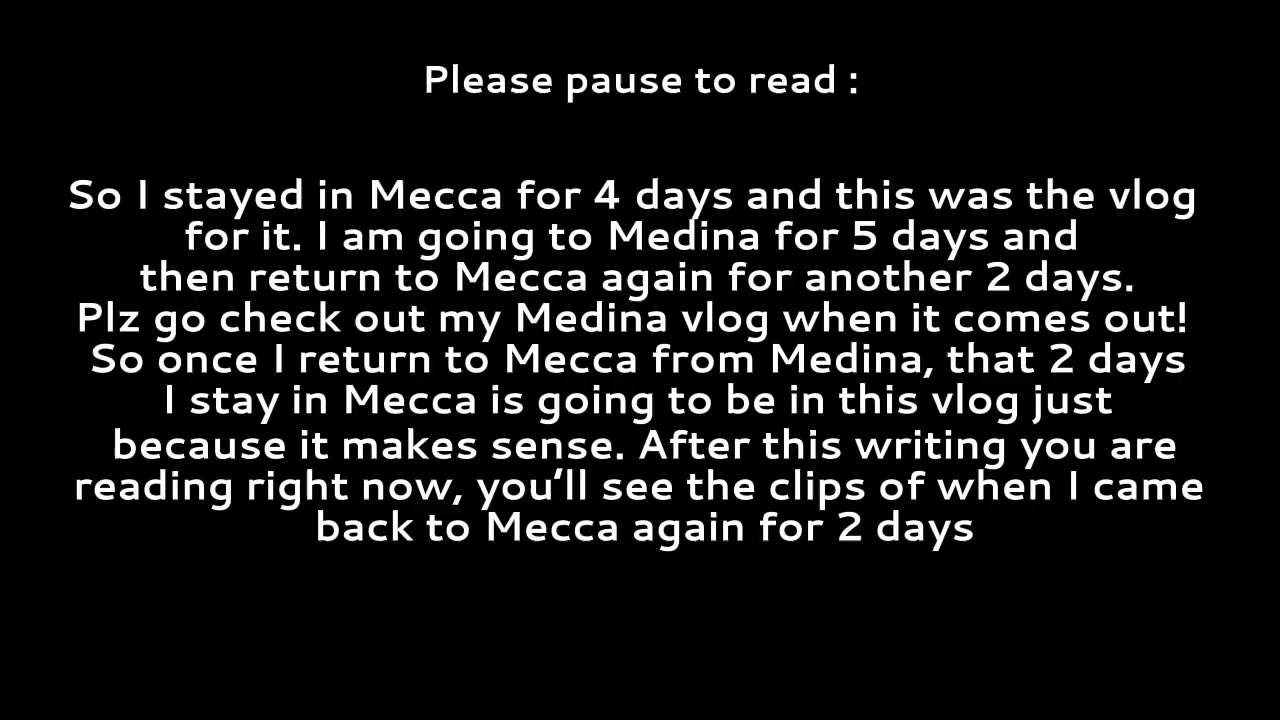 Please pause to read :
So I stayed in Mecca for 4 days and this was the vlog
for it. I am going to Medina for 5 days and
then return to Mecca again for another 2 days.
Plz go check out my Medina vlog when it comes out!
So once I return to Mecca from Medina, that 2 days
I stay in Mecca is going to be in this vlog just
because it makes sense. After this writing you are
reading right now, you’ll see the clips of when I came
back to Mecca again for 2 days